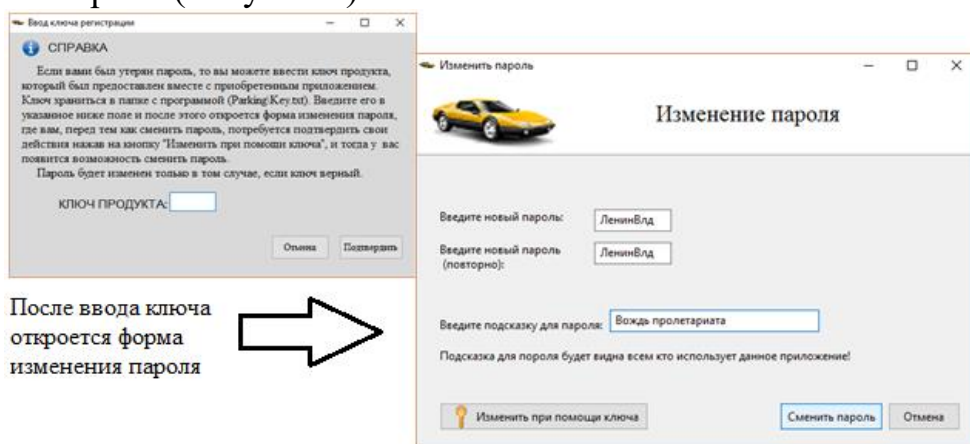 Ввод ключа регистрации
СПРАВКА
Если вами был утерян пароль, то вы можете ввести ключ продукта,
который был предоставлен вместе с приобретенным приложением.
Ключ храниться в папке с программой (Parking\Key.txt). Введите его в
указанное ниже поле и после этого откроется форма изменения пароля,
где вам, перед тем как сменить пароль, потребуется подтвердить свои
действия нажав на кнопку "Изменить при помощи ключа", и тогда у вас
появится возможность сменить пароль.
Пароль будет изменен только в том случае, если ключ верный.
КЛЮЧ ПРОДУКТА:
Отмена Подтвердить
После ввода ключа
откроется форма
изменения пароля
Изменить пароль
Изменение пароля
Введите новый пароль: ЛенинВлд
Введите новый пароль
(повторно): ЛенинВлд
Введите подсказку для пароля: Вождь пролетариата
Подсказка для пороля будет видна всем кто использует данное приложение!
Изменить при помощи ключа Сменить пароль Отмена